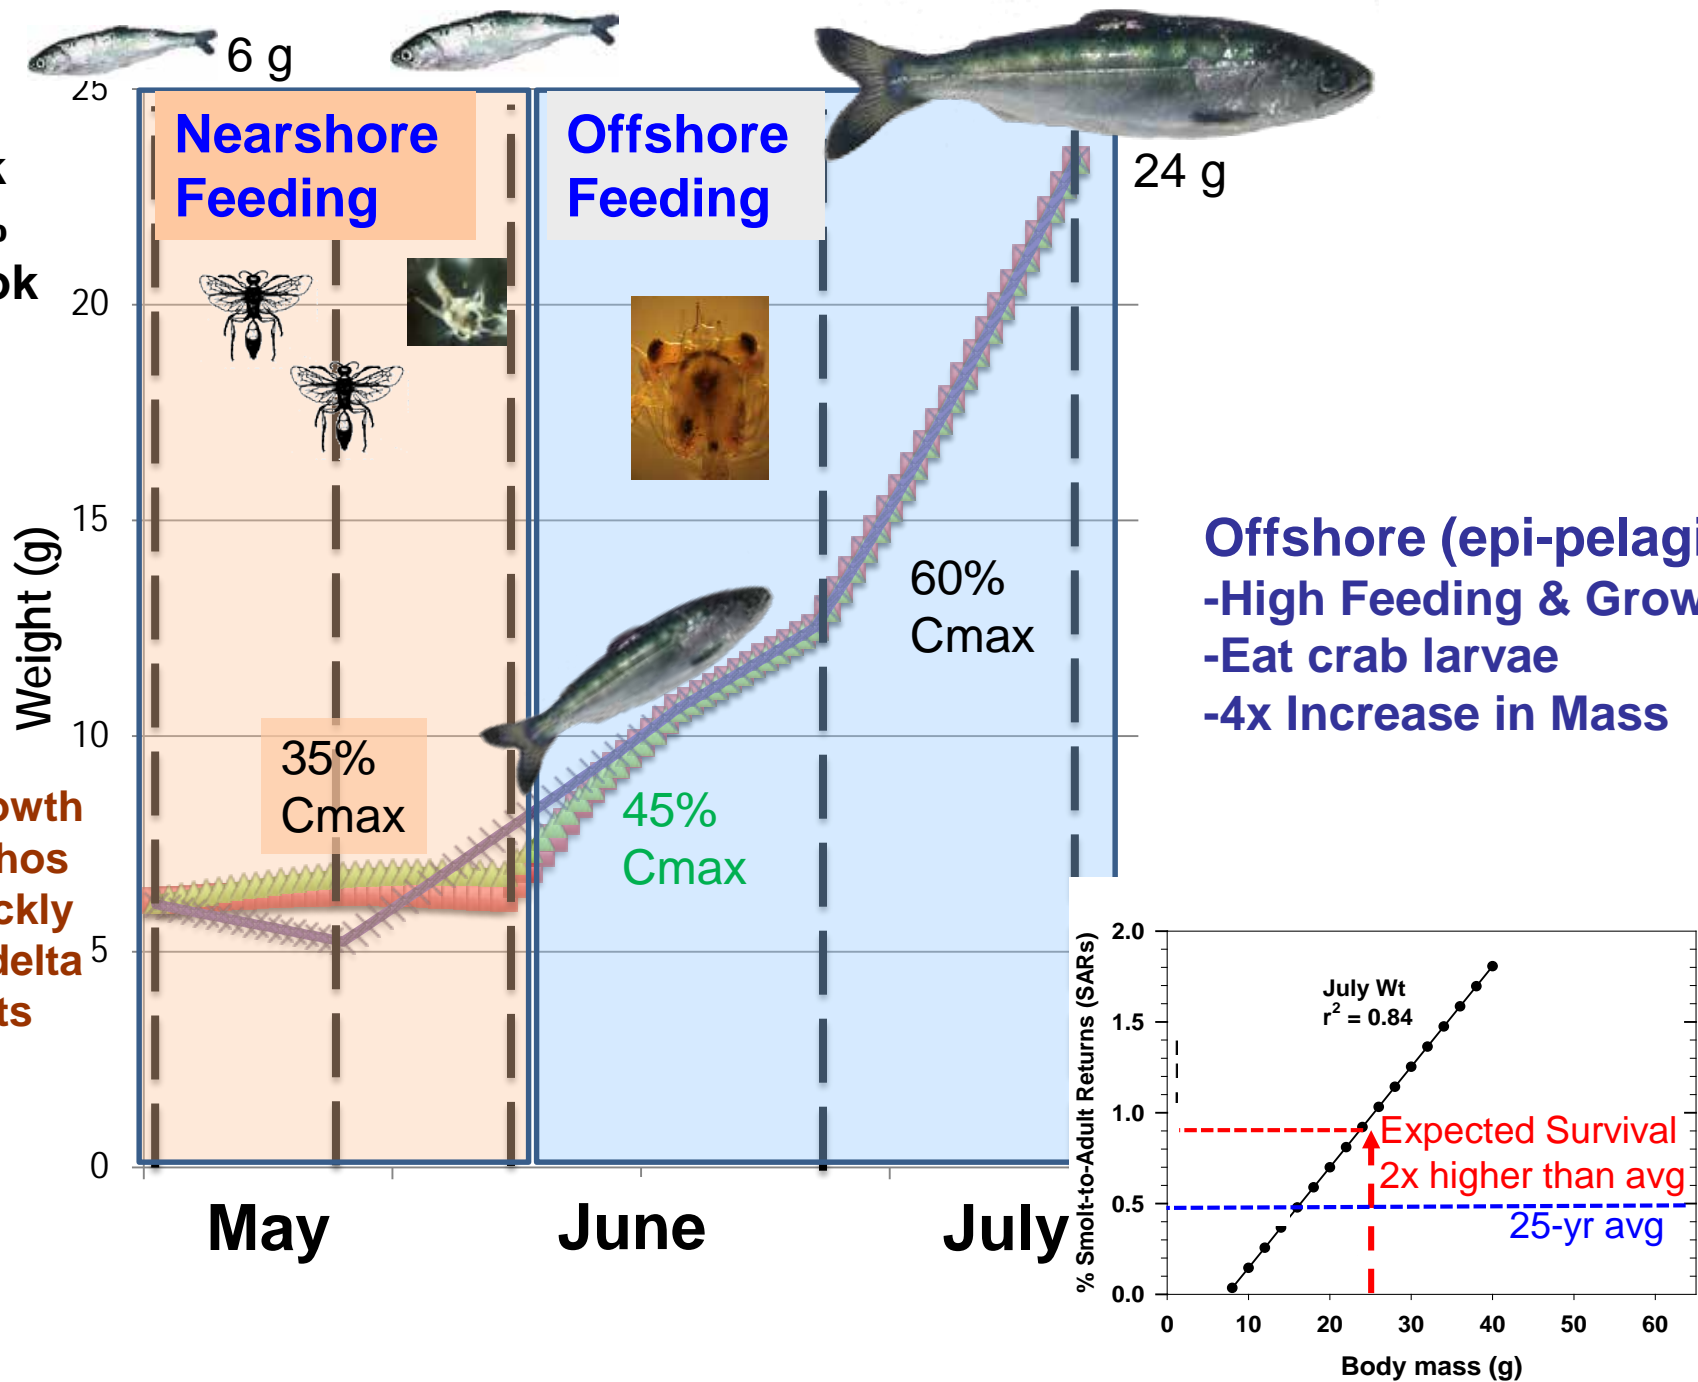 6 g
24 g
Nearshore
Feeding
Offshore
Feeding
k
%
ok
25
20
15
10
5
0
Weight (g)
35%
Cmax
45%
Cmax
60%
Cmax
owth
hos
ckly
delta
ts
Offshore (epi-pelagi
-High Feeding & Grow
-Eat crab larvae
-4x Increase in Mass
May
June
July
% Smolt-to-Adult Returns (SARs)
2.0
1.5
1.0
0.5
0.0
July Wt
r² = 0.84
Expected Survival
2x higher than avg
25-yr avg
0 10 20 30 40 50 60
Body mass (g)